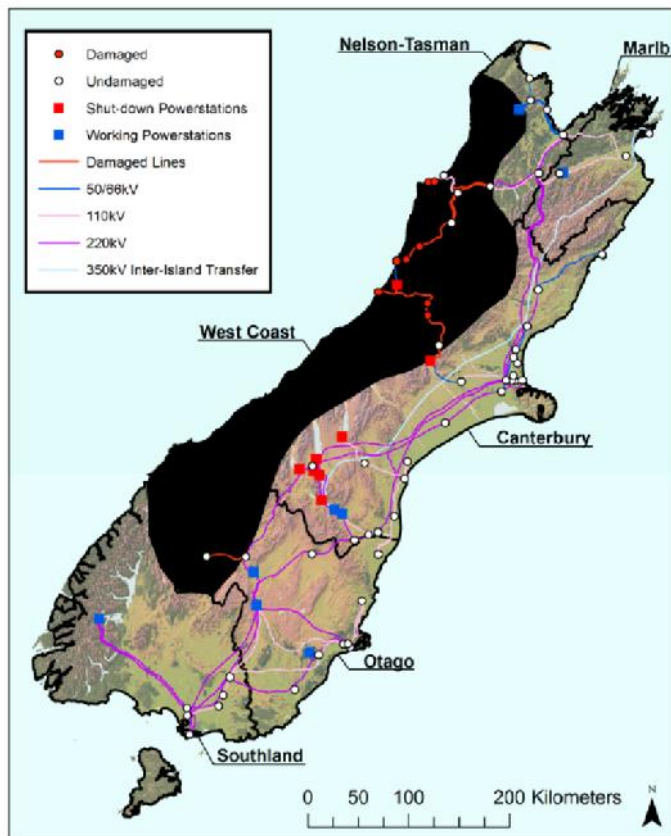 Nelson-Tasman
Marlb
Damaged
Undamaged
Shut-down Powerstations
Working Powerstations
Damaged Lines
50/66kV
110kV
220kV
350kV Inter-Island Transfer
West Coast
Canterbury
Otago
Southland
0 50 100 200 Kilometers
N